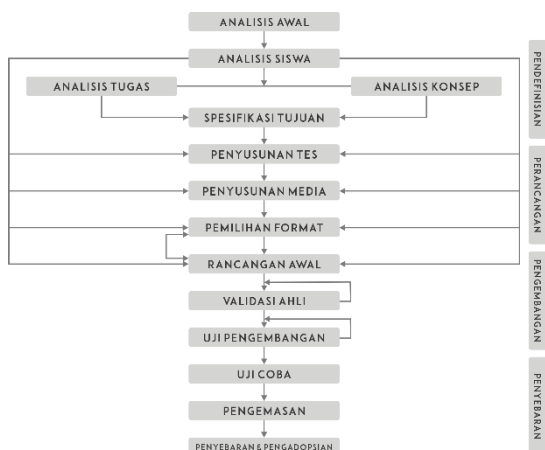 ANALISIS AWAL
ANALISIS SISWA
ANALISIS TUGAS
ANALISIS KONSEP
SPESIFIKASI TUJUAN
PENYUSUNAN TES
PENYUSUNAN MEDIA
PEMILIHAN FORMAT
RANCANGAN AWAL
VALIDASI AHLI
UJI PENGEMBANGAN
UJI COBA
PENGEMASAN
PENYEBARAN & PENGADOPSIAN
PENDEFINISIAN
PERANCANGAN
PENGEMBANGAN
PENYEBARAN